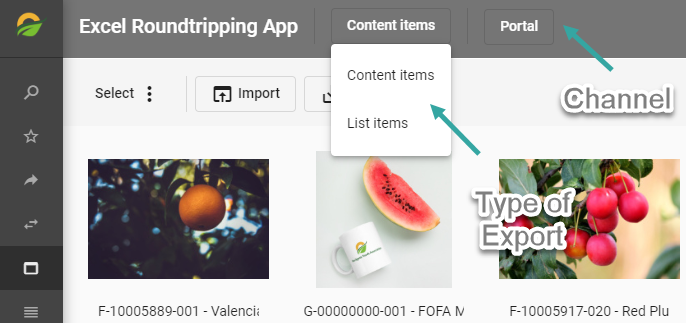 Excel Roundtripping App
Content items
Portal
Content items
List items
Select
Import
Channel
Type of
Export
F-10005889-001 - Valencia
G-00000000-001 - FOFA M
F-10005917-020 - Red Plu